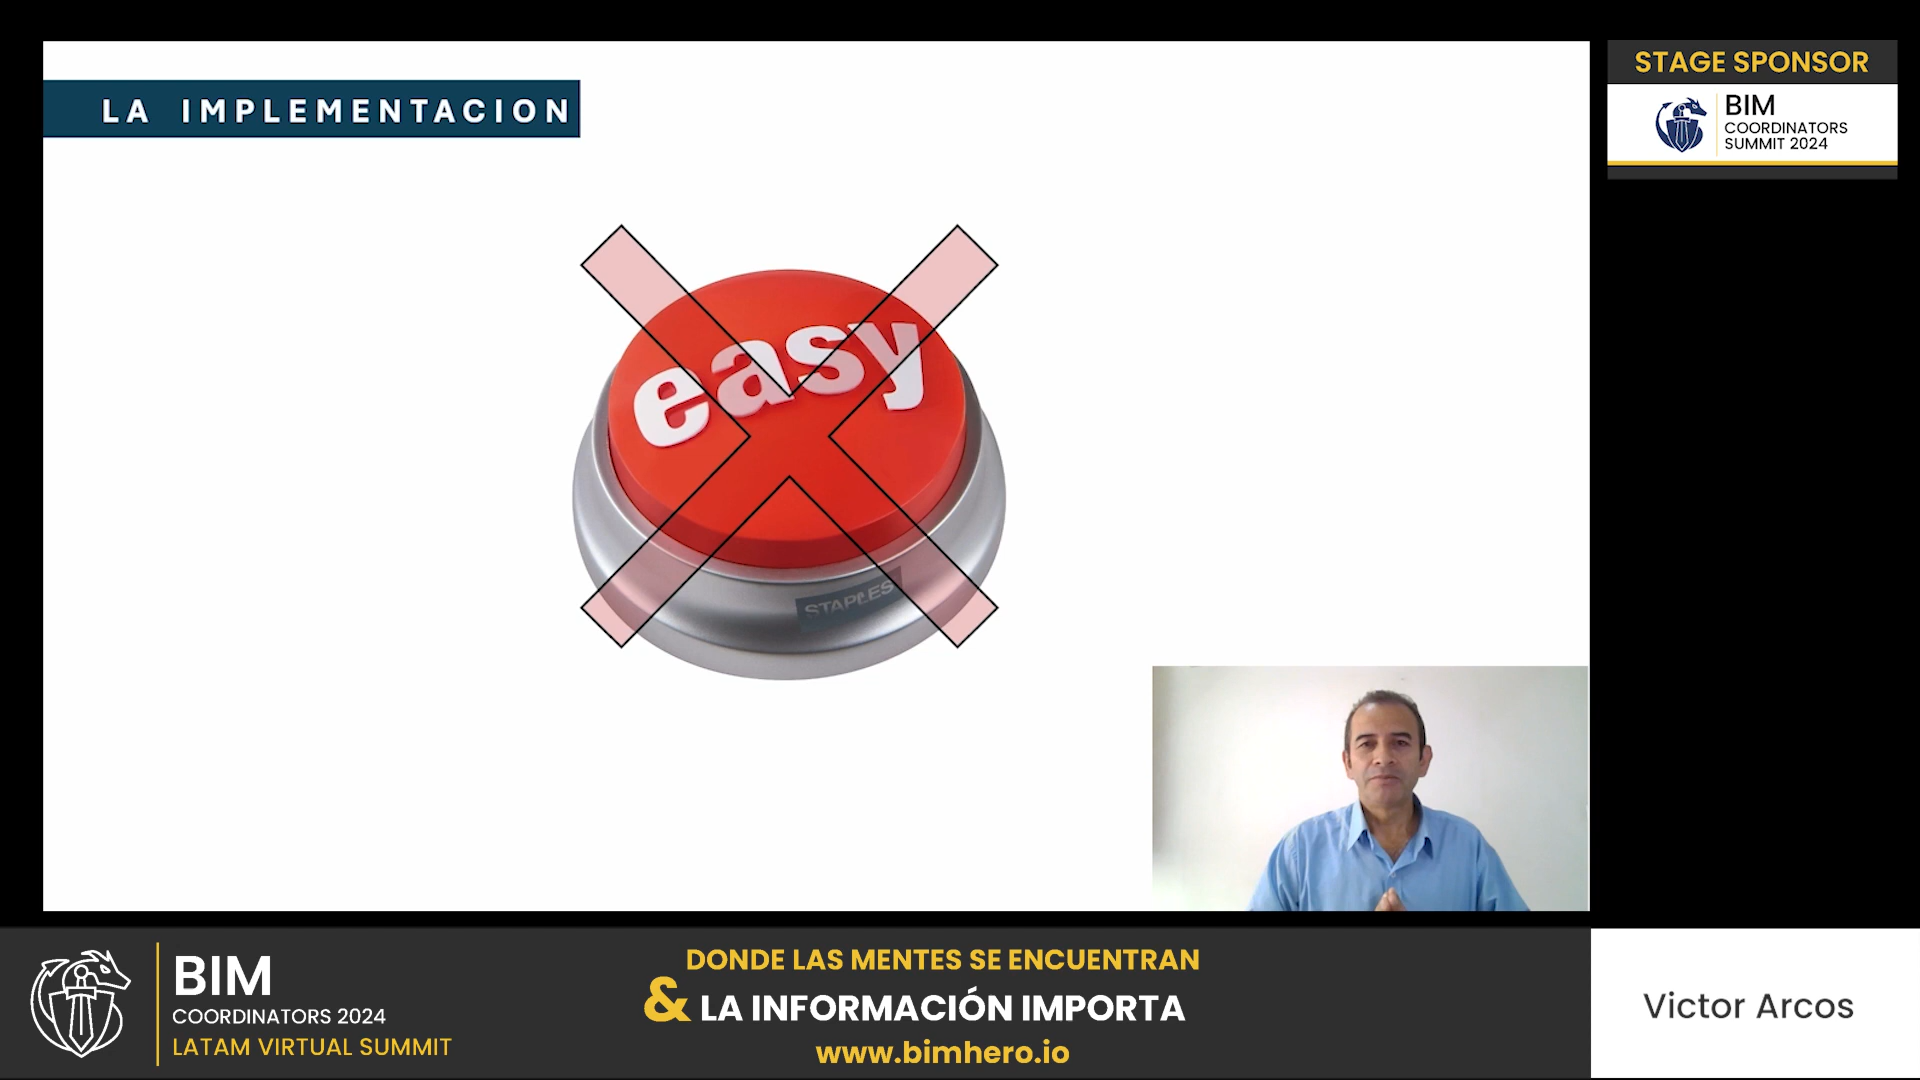 LA IMPLEMENTACION
easy
STAPLES
STAGE SPONSOR
BIM
COORDINATORS
SUMMIT 2024
BIM
COORDINATORS 2024
LATAM VIRTUAL SUMMIT
DONDE LAS MENTES SE ENCUENTRAN
& LA INFORMACIÓN IMPORTA
www.bimhero.io
Victor Arcos